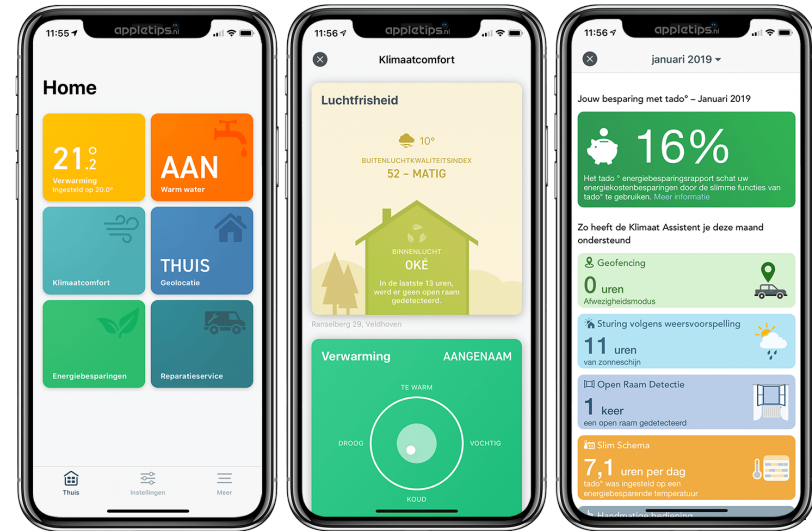 11:55
appletips.nl
Home
21.2°
Verwarming
Ingesteld op 20.0°
AAN
Warm water
Klimaatcomfort
THUIS
Geolocatie
Energiebesparingen
Reparatieservice
Thuis
Instellingen
Meer
11:56
appletips.nl
Klimaatcomfort
Luchtfrisheid
10°
BUITENLUCHTKWALITEITSINDEX
52 - MATIG
BINNENLUCHT
OKÉ
In de laatste 13 uren,
werd er geen open raam
gedetecteerd.
Ranselberg 29, Veldhoven
Verwarming
AANGENAAM
TE WARM
DROOG
VOCHTIG
KOUD
11:56
appletips.nl
januari 2019
Jouw besparing met tado° – Januari 2019
16%
Het tado ° energiebesparingsrapport schat uw
energiekostenbesparingen door de slimme functies van
tado° te gebruiken. Meer informatie
Zo heeft de Klimaat Assistent je deze maand
ondersteund
Geofencing
0 uren
Afwezigheidsmodus
Sturing volgens weersvoorspelling
11 uren
van zonneschijn
Open Raam Detectie
1 keer
een open raam gedetecteerd
Slim Schema
7,1 uren per dag
tado° was ingesteld op een
energiebesparende temperatuur
Handmatige bediening